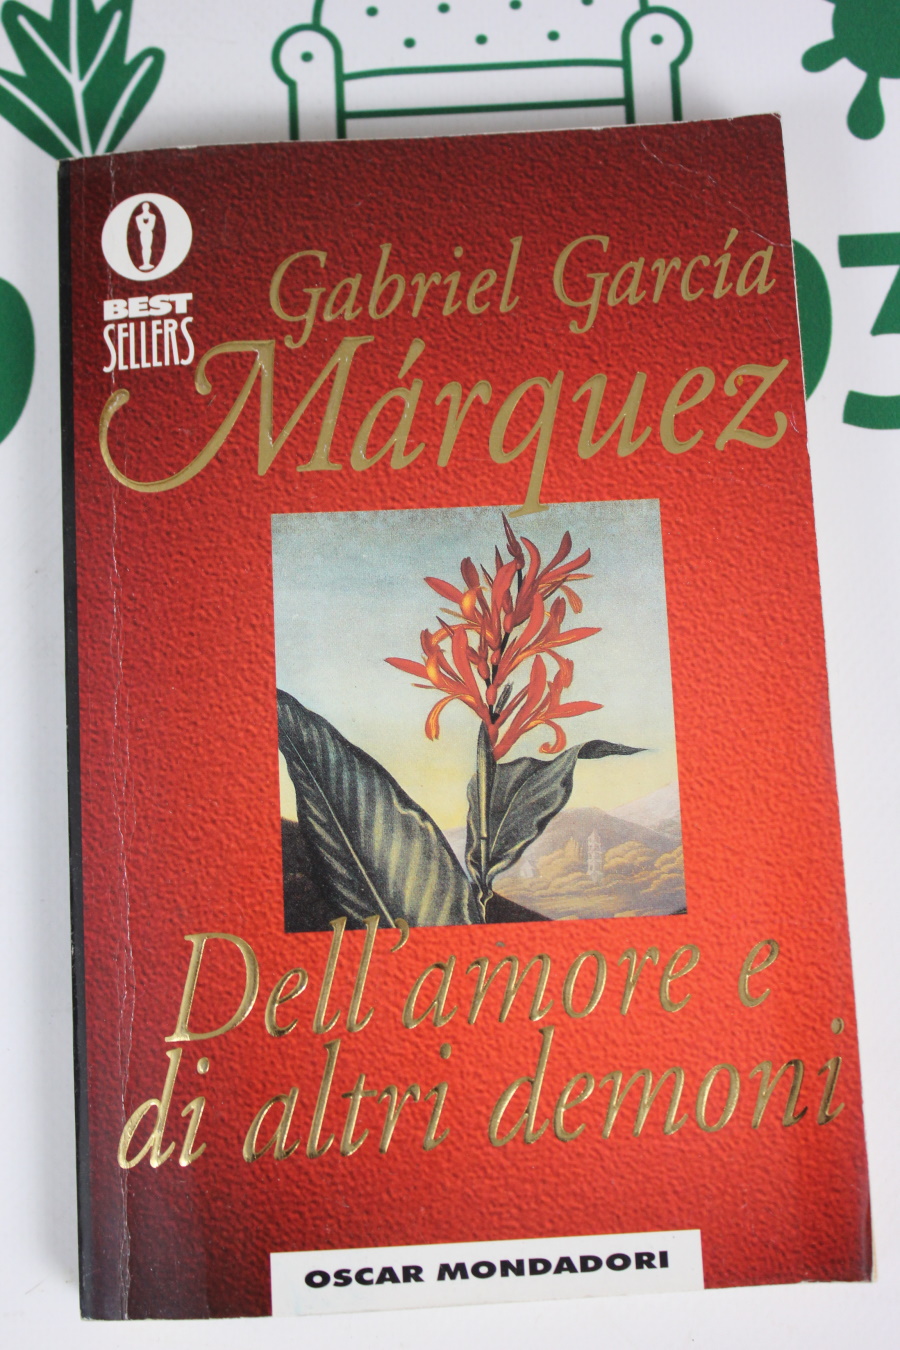 BEST
SELLERS
Gabriel García
Márquez
Dell'amore e
di altri demoni
OSCAR MONDADORI